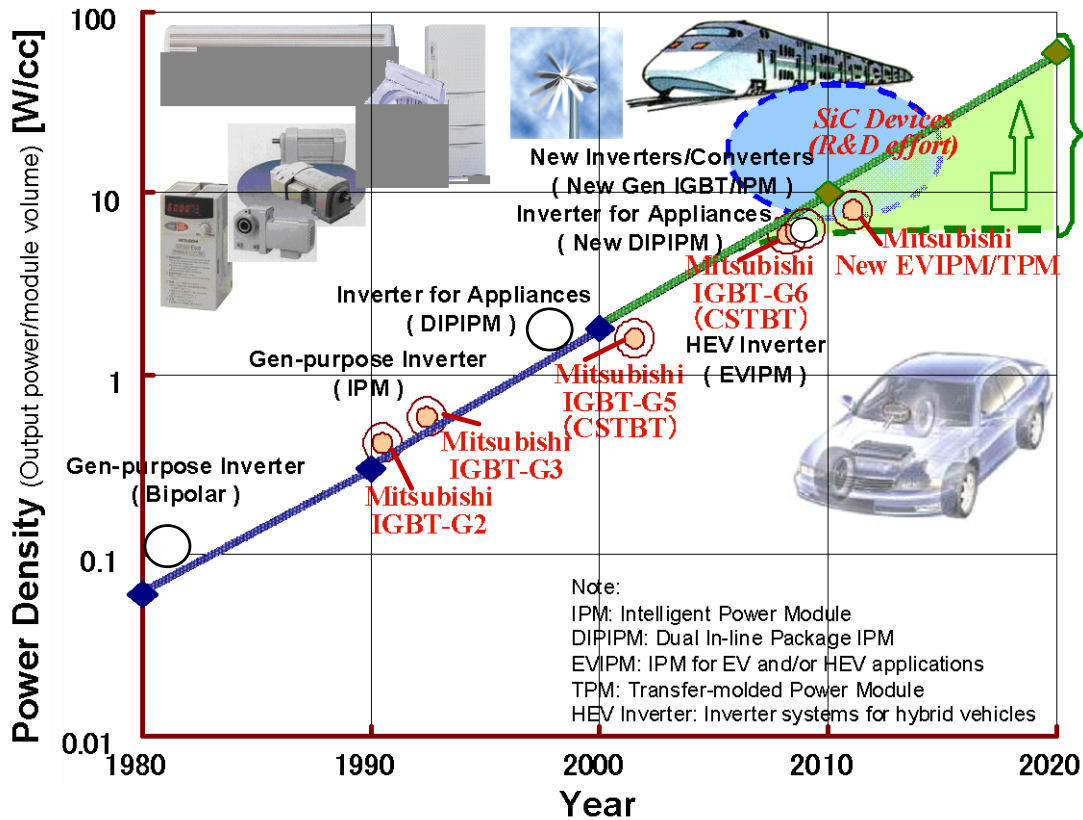 100
10
1
0.1
0.01
Power Density (Output power/module volume) [W/cc]
1980
1990
2000
2010
2020
Year
SiC Devices
(R&D effort)
New Inverters/Converters
( New Gen IGBT/IPM )
Inverter for Appliances
( New DIPIPM )
Mitsubishi
New EVIPM/TPM
Mitsubishi
IGBT-G6
(CSTBT)
HEV Inverter
( EVIPM )
Inverter for Appliances
( DIPIPM )
Mitsubishi
IGBT-G5
(CSTBT)
Gen-purpose Inverter
( IPM )
Mitsubishi
IGBT-G3
Mitsubishi
IGBT-G2
Gen-purpose Inverter
( Bipolar )
Note:
IPM: Intelligent Power Module
DIPIPM: Dual In-line Package IPM
EVIPM: IPM for EV and/or HEV applications
TPM: Transfer-molded Power Module
HEV Inverter: Inverter systems for hybrid vehicles